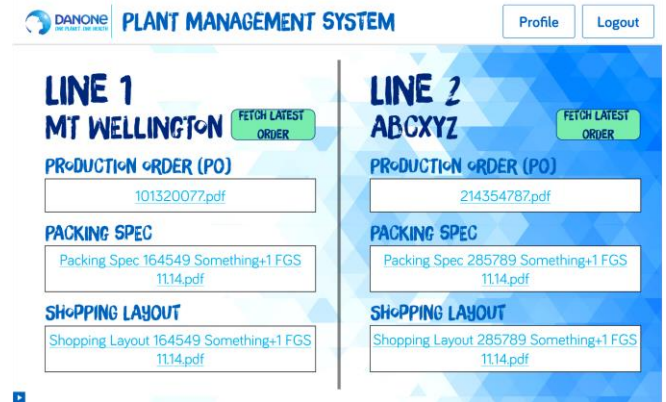 DANONE
ONE PLANET. ONE HEALTH
PLANT MANAGEMENT SYSTEM
Profile
Logout
LINE 1
MT WELLINGTON
FETCH LATEST
ORDER
PRODUCTION ORDER (PO)
101320077.pdf
PACKING SPEC
Packing Spec 164549 Something+1 FGS
11.14.pdf
SHOPPING LAYOUT
Shopping Layout 164549 Something+1 FGS
11.14.pdf
LINE 2
ABCXYZ
FETCH LATEST
ORDER
PRODUCTION ORDER (PO)
214354787.pdf
PACKING SPEC
Packing Spec 285789 Something+1 FGS
11.14.pdf
SHOPPING LAYOUT
Shopping Layout 285789 Something+1 FGS
11.14.pdf